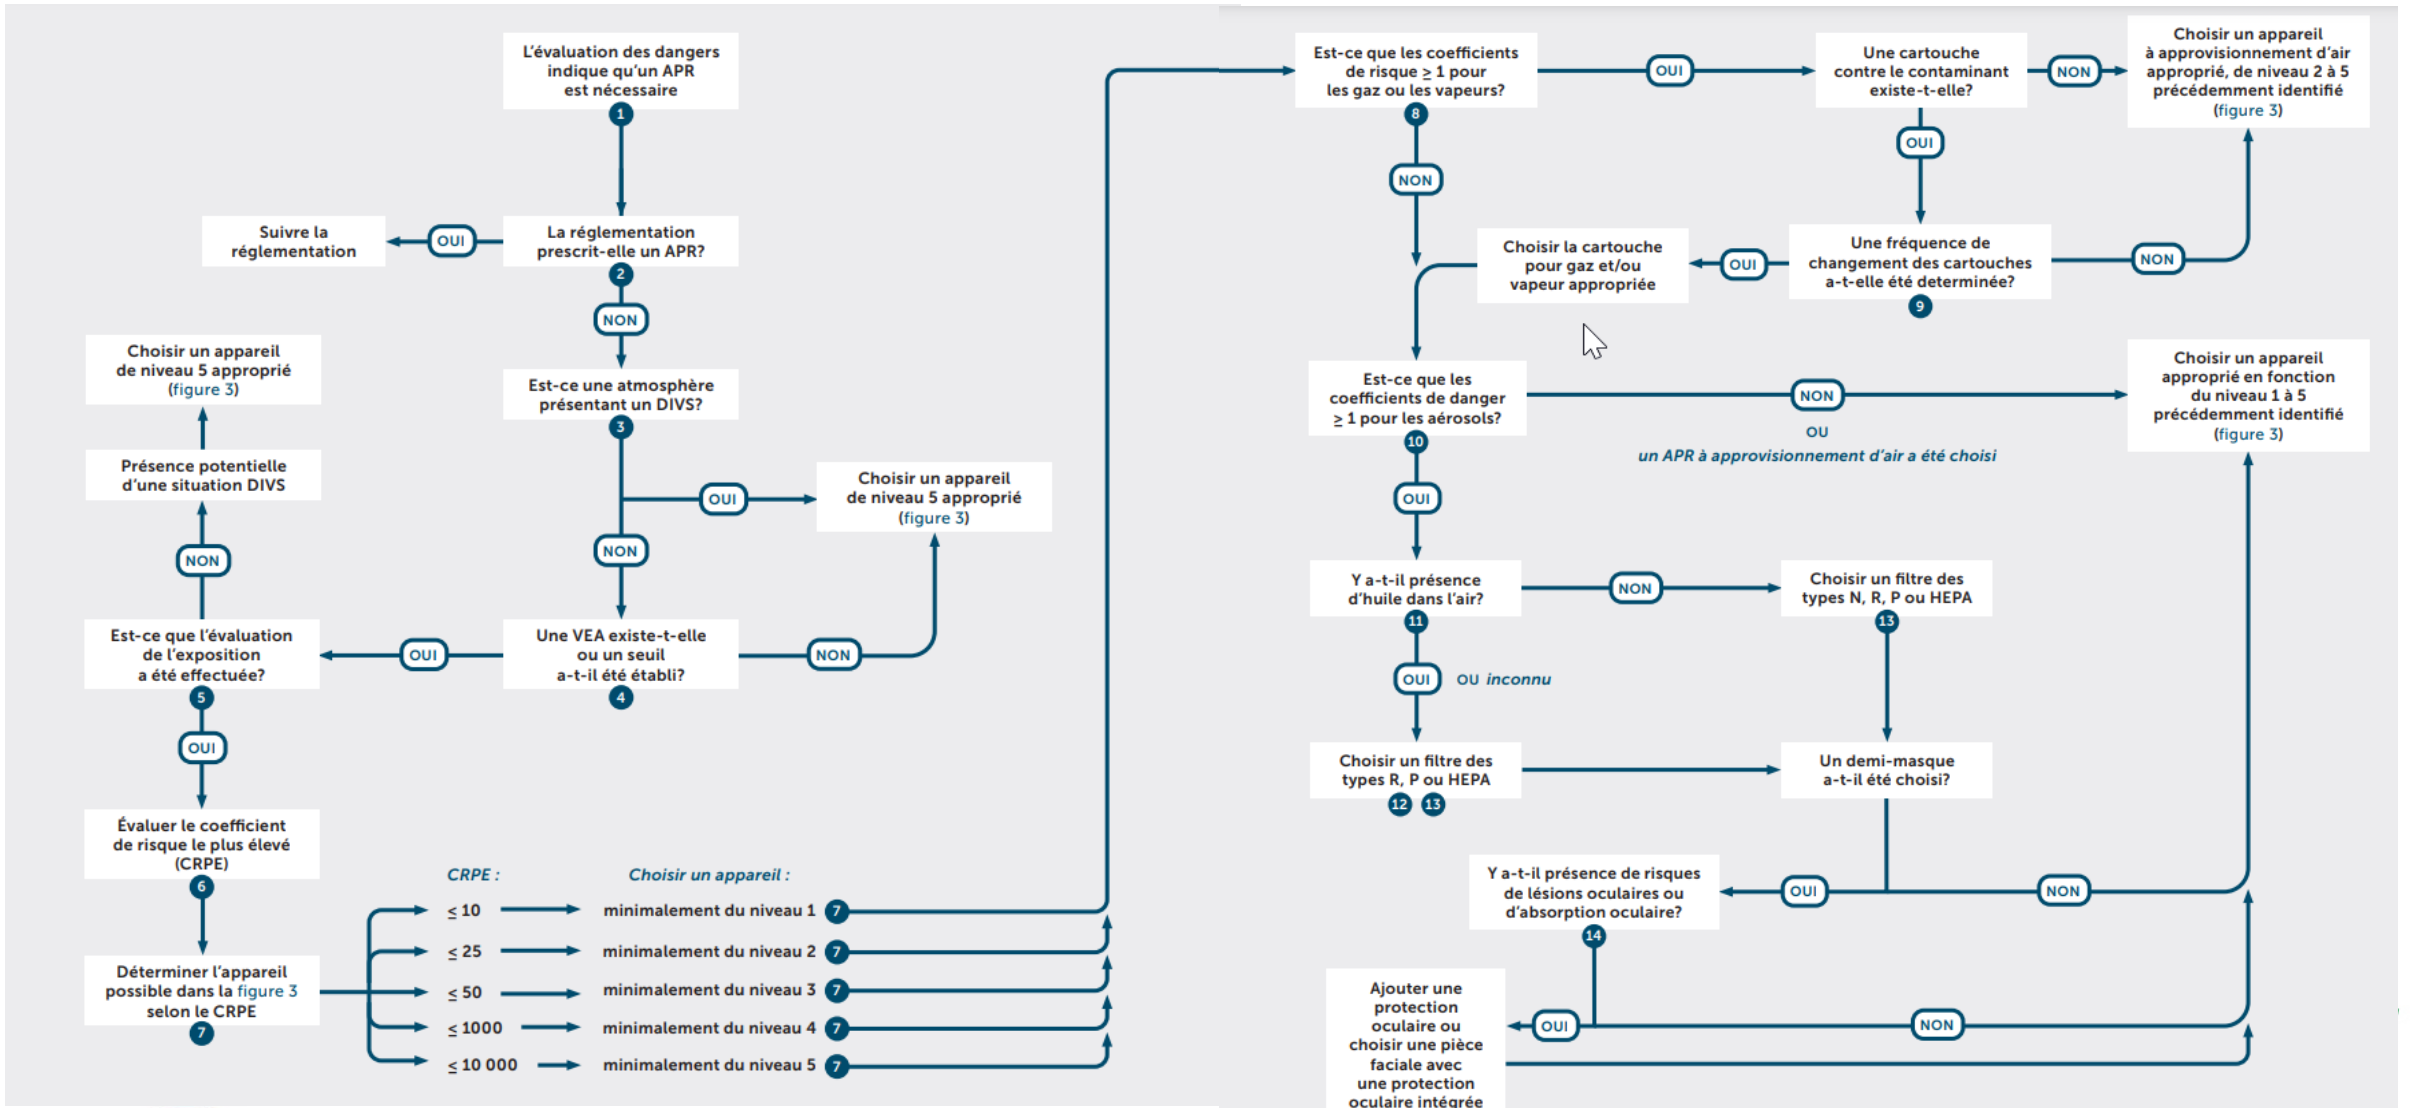 L'évaluation des dangers
indique qu'un APR
est nécessaire
1
La réglementation
prescrit-elle un APR?
2
OUI
Suivre la
réglementation
NON
Est-ce une atmosphère
présentant un DIVS?
3
OUI
Choisir un appareil
de niveau 5 approprié
(figure 3)
NON
Une VEA existe-t-elle
ou un seuil
a-t-il été établi?
4
NON
OUI
Est-ce que l'évaluation
de l'exposition
a été effectuée?
5
NON
Présence potentielle
d'une situation DIVS
Choisir un appareil
de niveau 5 approprié
(figure 3)
OUI
Évaluer le coefficient
de risque le plus élevé
(CRPE)
6
Déterminer l'appareil
possible dans la figure 3
selon le CRPE
7
CRPE : Choisir un appareil :
≤ 10 minimalement du niveau 1 7
≤ 25 minimalement du niveau 2 7
≤ 50 minimalement du niveau 3 7
≤ 1000 minimalement du niveau 4 7
≤ 10 000 minimalement du niveau 5 7
Est-ce que les coefficients
de risque ≥ 1 pour
les gaz ou les vapeurs?
8
OUI
Une cartouche
contre le contaminant
existe-t-elle?
NON
Choisir un appareil
à approvisionnement d'air
approprié, de niveau 2 à 5
précédemment identifié
(figure 3)
OUI
NON
Une fréquence de
changement des cartouches
a-t-elle été determinée?
9
NON
OUI
Choisir la cartouche
pour gaz et/ou
vapeur appropriée
Est-ce que les
coefficients de danger
≥ 1 pour les aérosols?
10
NON
OU
un APR à approvisionnement d'air a été choisi
Choisir un appareil
approprié en fonction
du niveau 1 à 5
précédemment identifié
(figure 3)
OUI
Y a-t-il présence
d'huile dans l'air?
11
NON
Choisir un filtre des
types N, R, P ou HEPA
13
OUI OU inconnu
Choisir un filtre des
types R, P ou HEPA
12 13
Un demi-masque
a-t-il été choisi?
OUI
NON
Y a-t-il présence de risques
de lésions oculaires ou
d'absorption oculaire?
14
OUI
NON
Ajouter une
protection
oculaire ou
choisir une pièce
faciale avec
une protection
oculaire intégrée